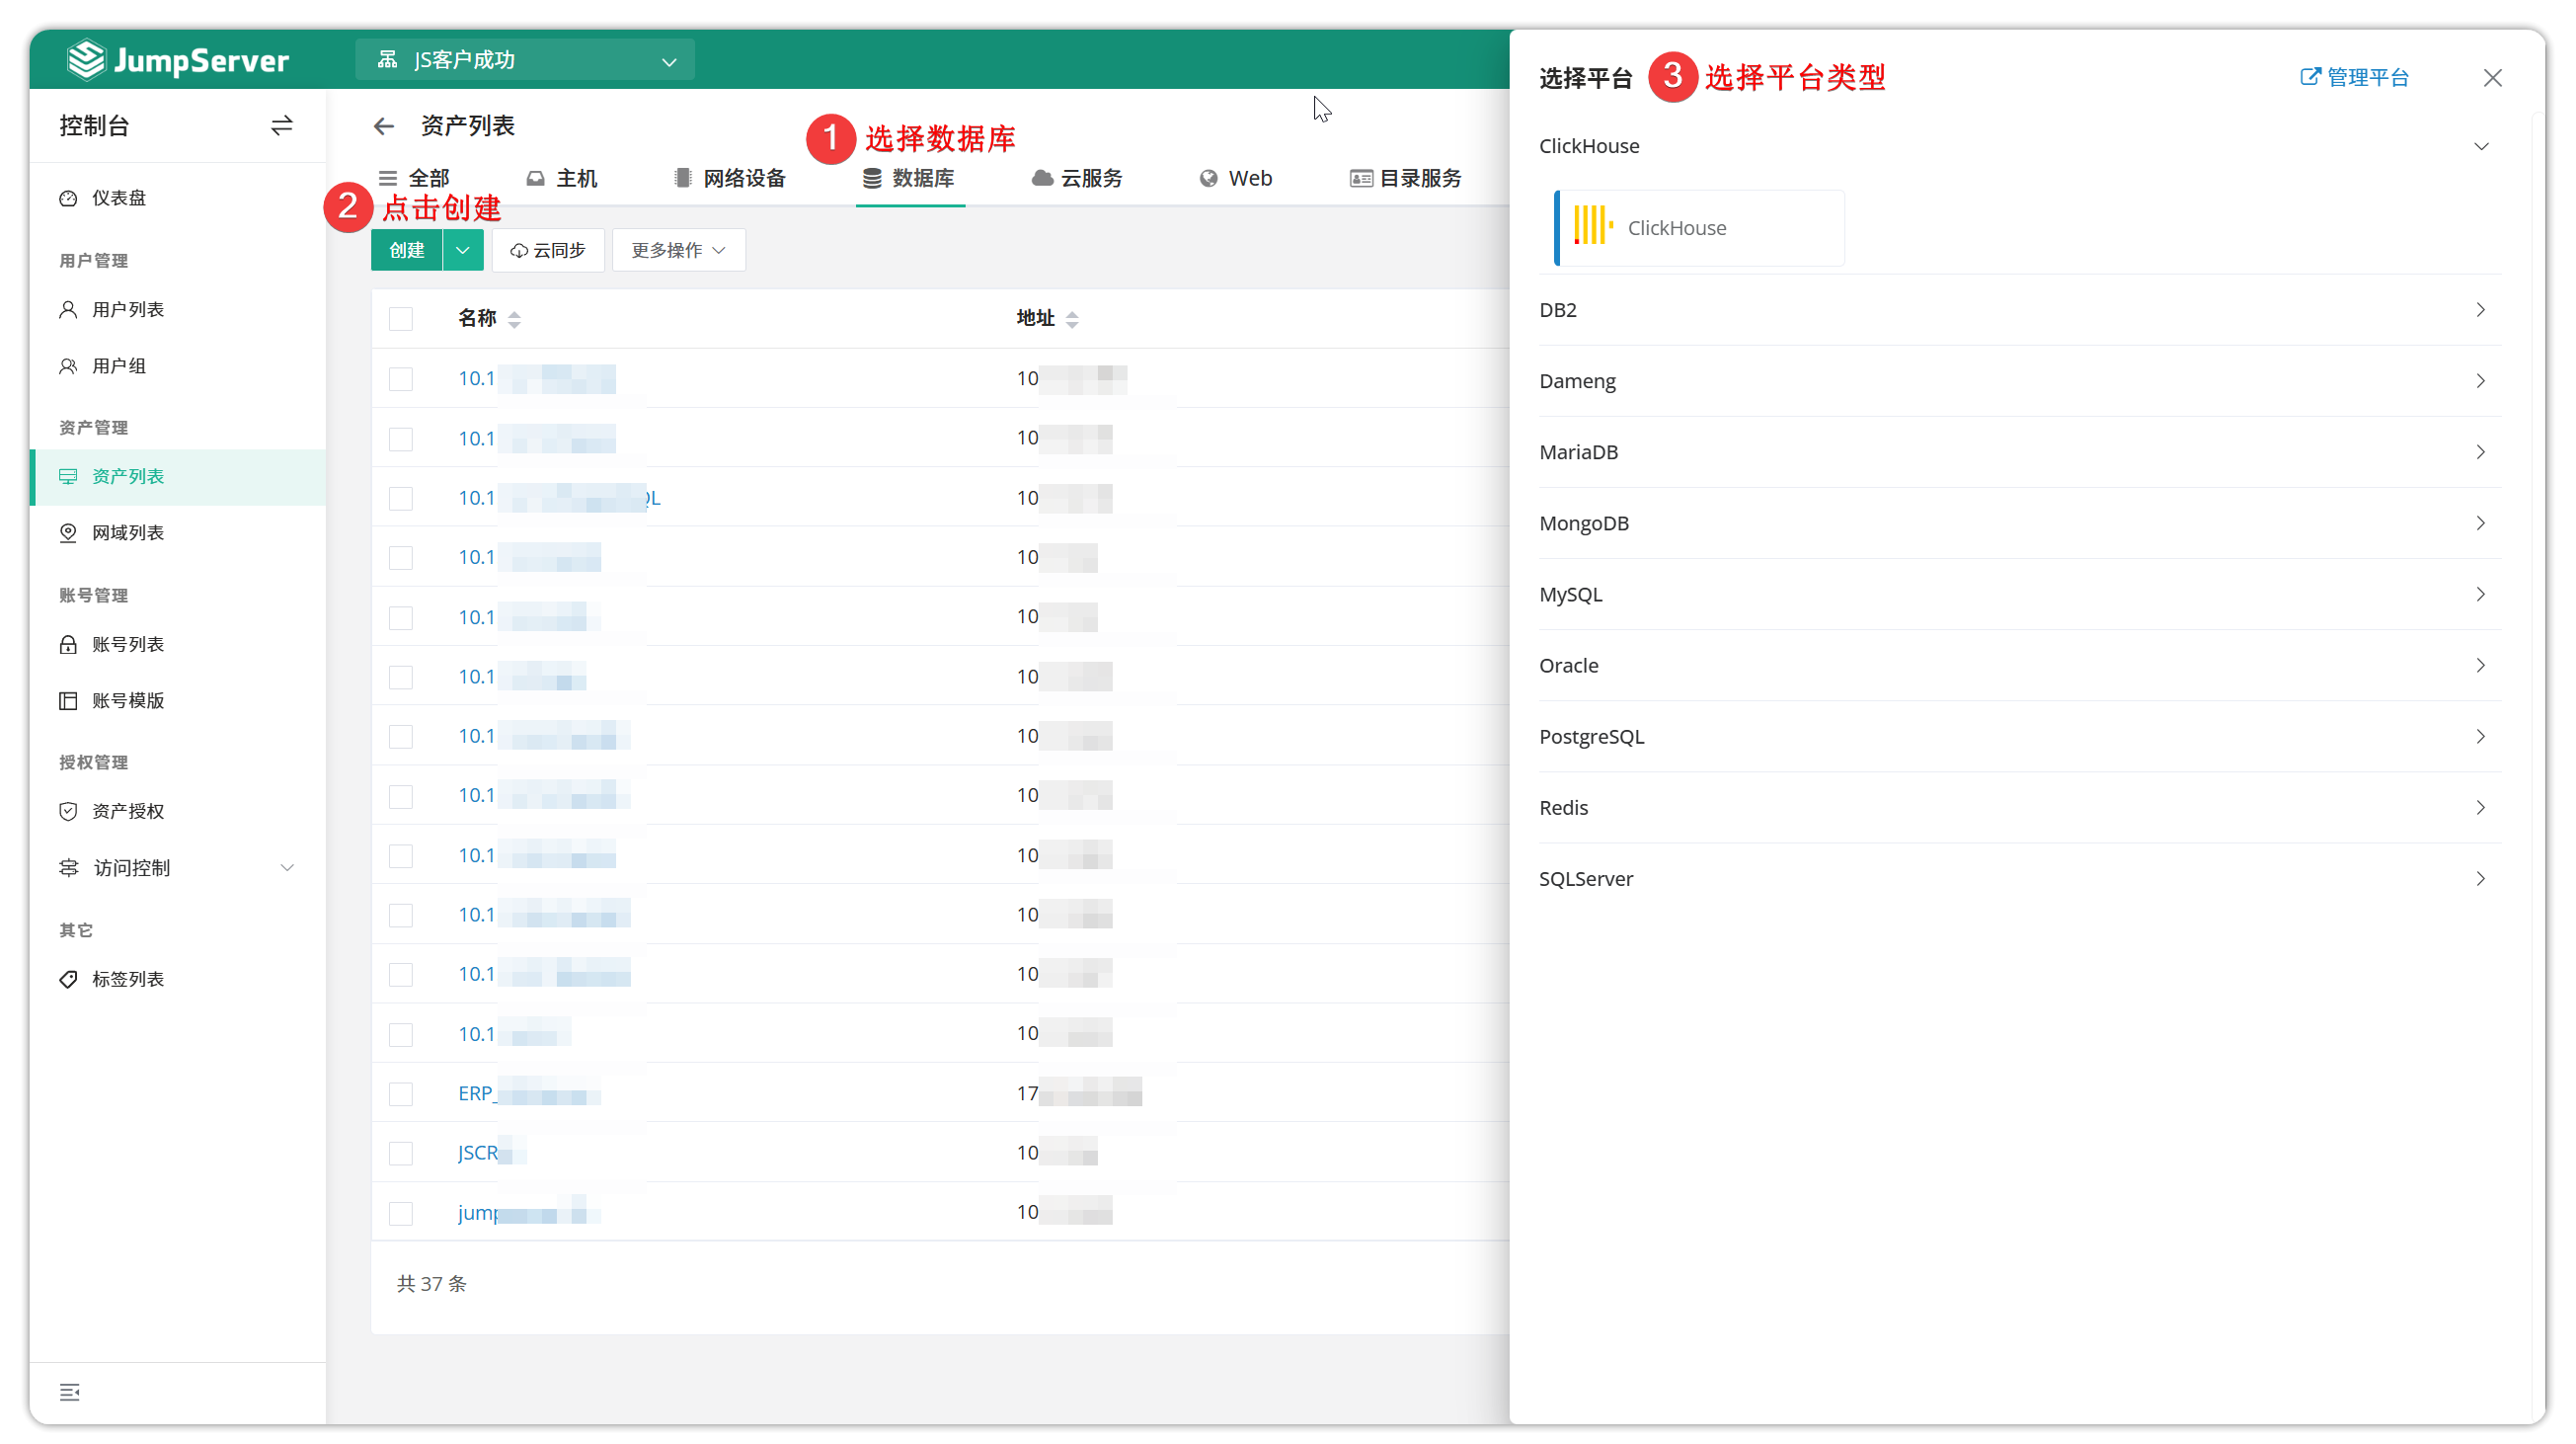 JumpServer
JS客户成功
控制台
仪表盘
用户管理
用户列表
用户组
资产管理
资产列表
网域列表
账号管理
账号列表
账号模版
授权管理
资产授权
访问控制
其它
标签列表
资产列表
1 选择数据库
全部 主机 网络设备 数据库 云服务 Web 目录服务
2 点击创建
创建 云同步 更多操作
名称 地址
10.1 10
10.1 10
10.1 QL 10
10.1 10
10.1 10
10.1 10
10.1 10
10.1 10
10.1 10
10.1 10
10.1 10
10.1 10
ERP_ 17
JSCR 10
jump 10
共 37 条
选择平台 3 选择平台类型 管理平台
ClickHouse
ClickHouse
DB2
Dameng
MariaDB
MongoDB
MySQL
Oracle
PostgreSQL
Redis
SQLServer